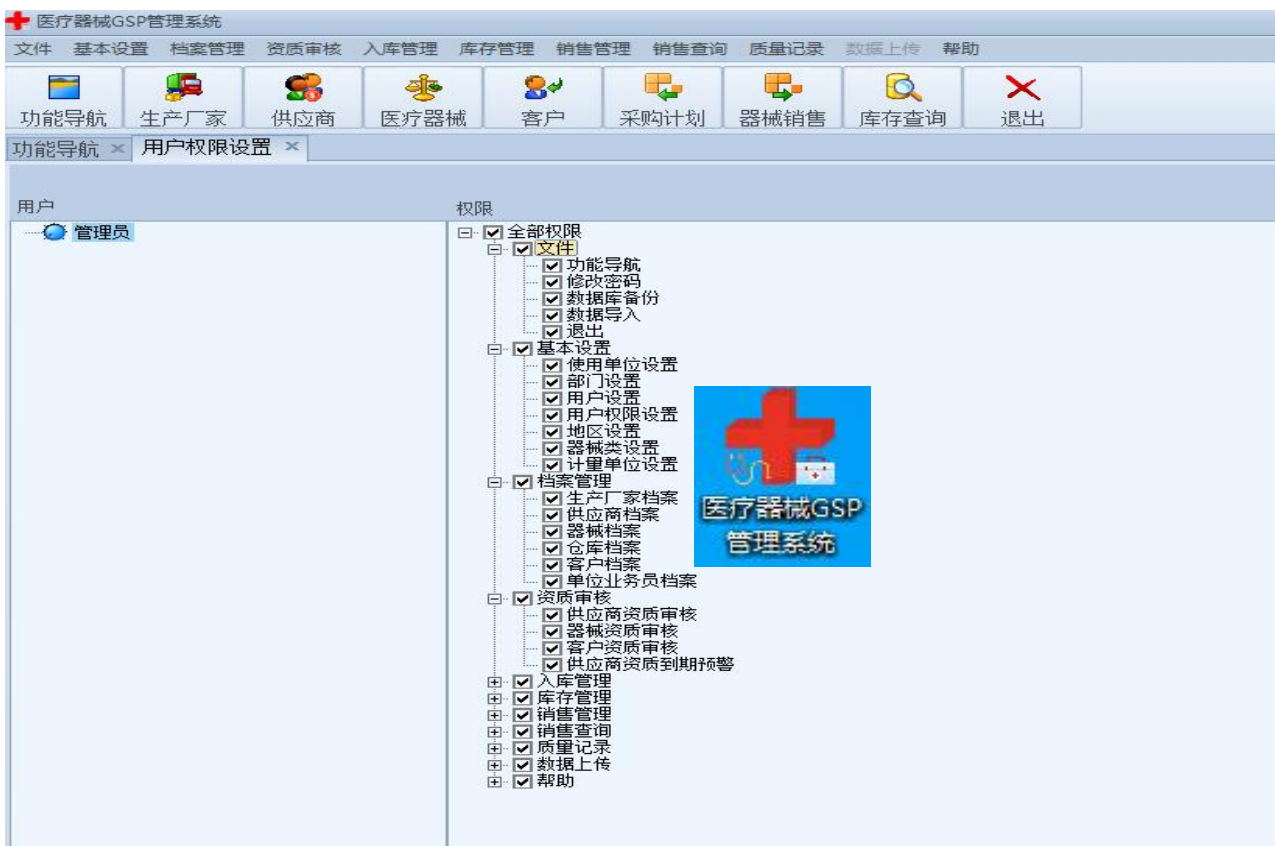 医疗器械GSP管理系统
文件 基本设置 档案管理 资质审核 入库管理 库存管理 销售管理 销售查询 质量记录 数据上传 帮助
功能导航 生产厂家 供应商 医疗器械 客户 采购计划 器械销售 库存查询 退出
功能导航 × 用户权限设置 ×
用户
管理员
权限
全部权限
文件
功能导航
修改密码
数据库备份
数据导入
退出
基本设置
使用单位设置
部门设置
用户设置
用户权限设置
地区设置
器械类设置
计量单位设置
档案管理
生产厂家档案
供应商档案
器械档案
仓库档案
客户档案
单位业务员档案
资质审核
供应商资质审核
器械资质审核
客户资质审核
供应商资质到期预警
入库管理
库存管理
销售管理
销售查询
质量记录
数据上传
帮助
医疗器械GSP
管理系统